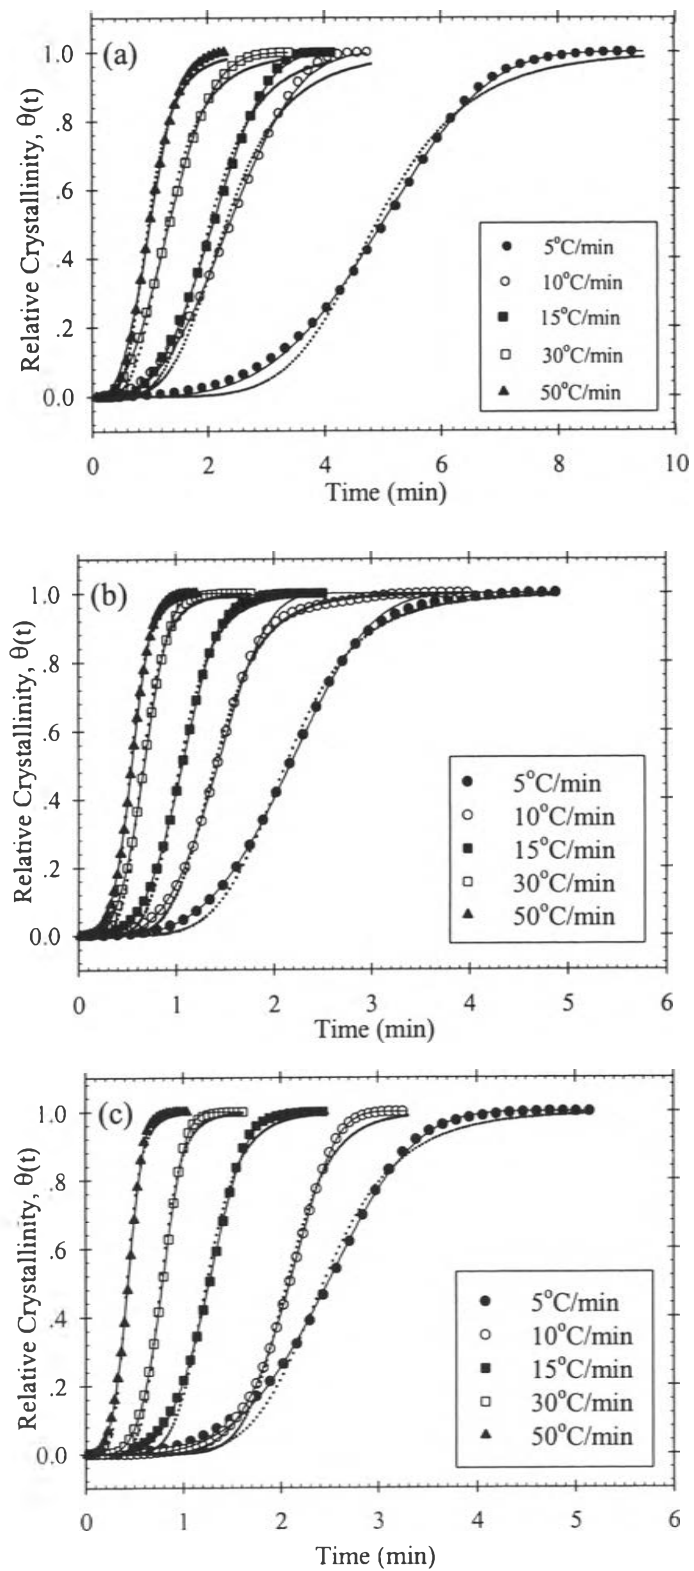 (a)
Relative Crystallinity, θ(t)
1.0
.8
.6
.4
.2
0.0
5°C/min
10°C/min
15°C/min
30°C/min
50°C/min
0 2 4 6 8 10
Time (min)
(b)
Relative Crystallinity, θ(t)
1.0
.8
.6
.4
.2
0.0
5°C/min
10°C/min
15°C/min
30°C/min
50°C/min
0 1 2 3 4 5 6
Time (min)
(c)
Relative Crystallinity, θ(t)
1.0
.8
.6
.4
.2
0.0
5°C/min
10°C/min
15°C/min
30°C/min
50°C/min
0 1 2 3 4 5 6
Time (min)